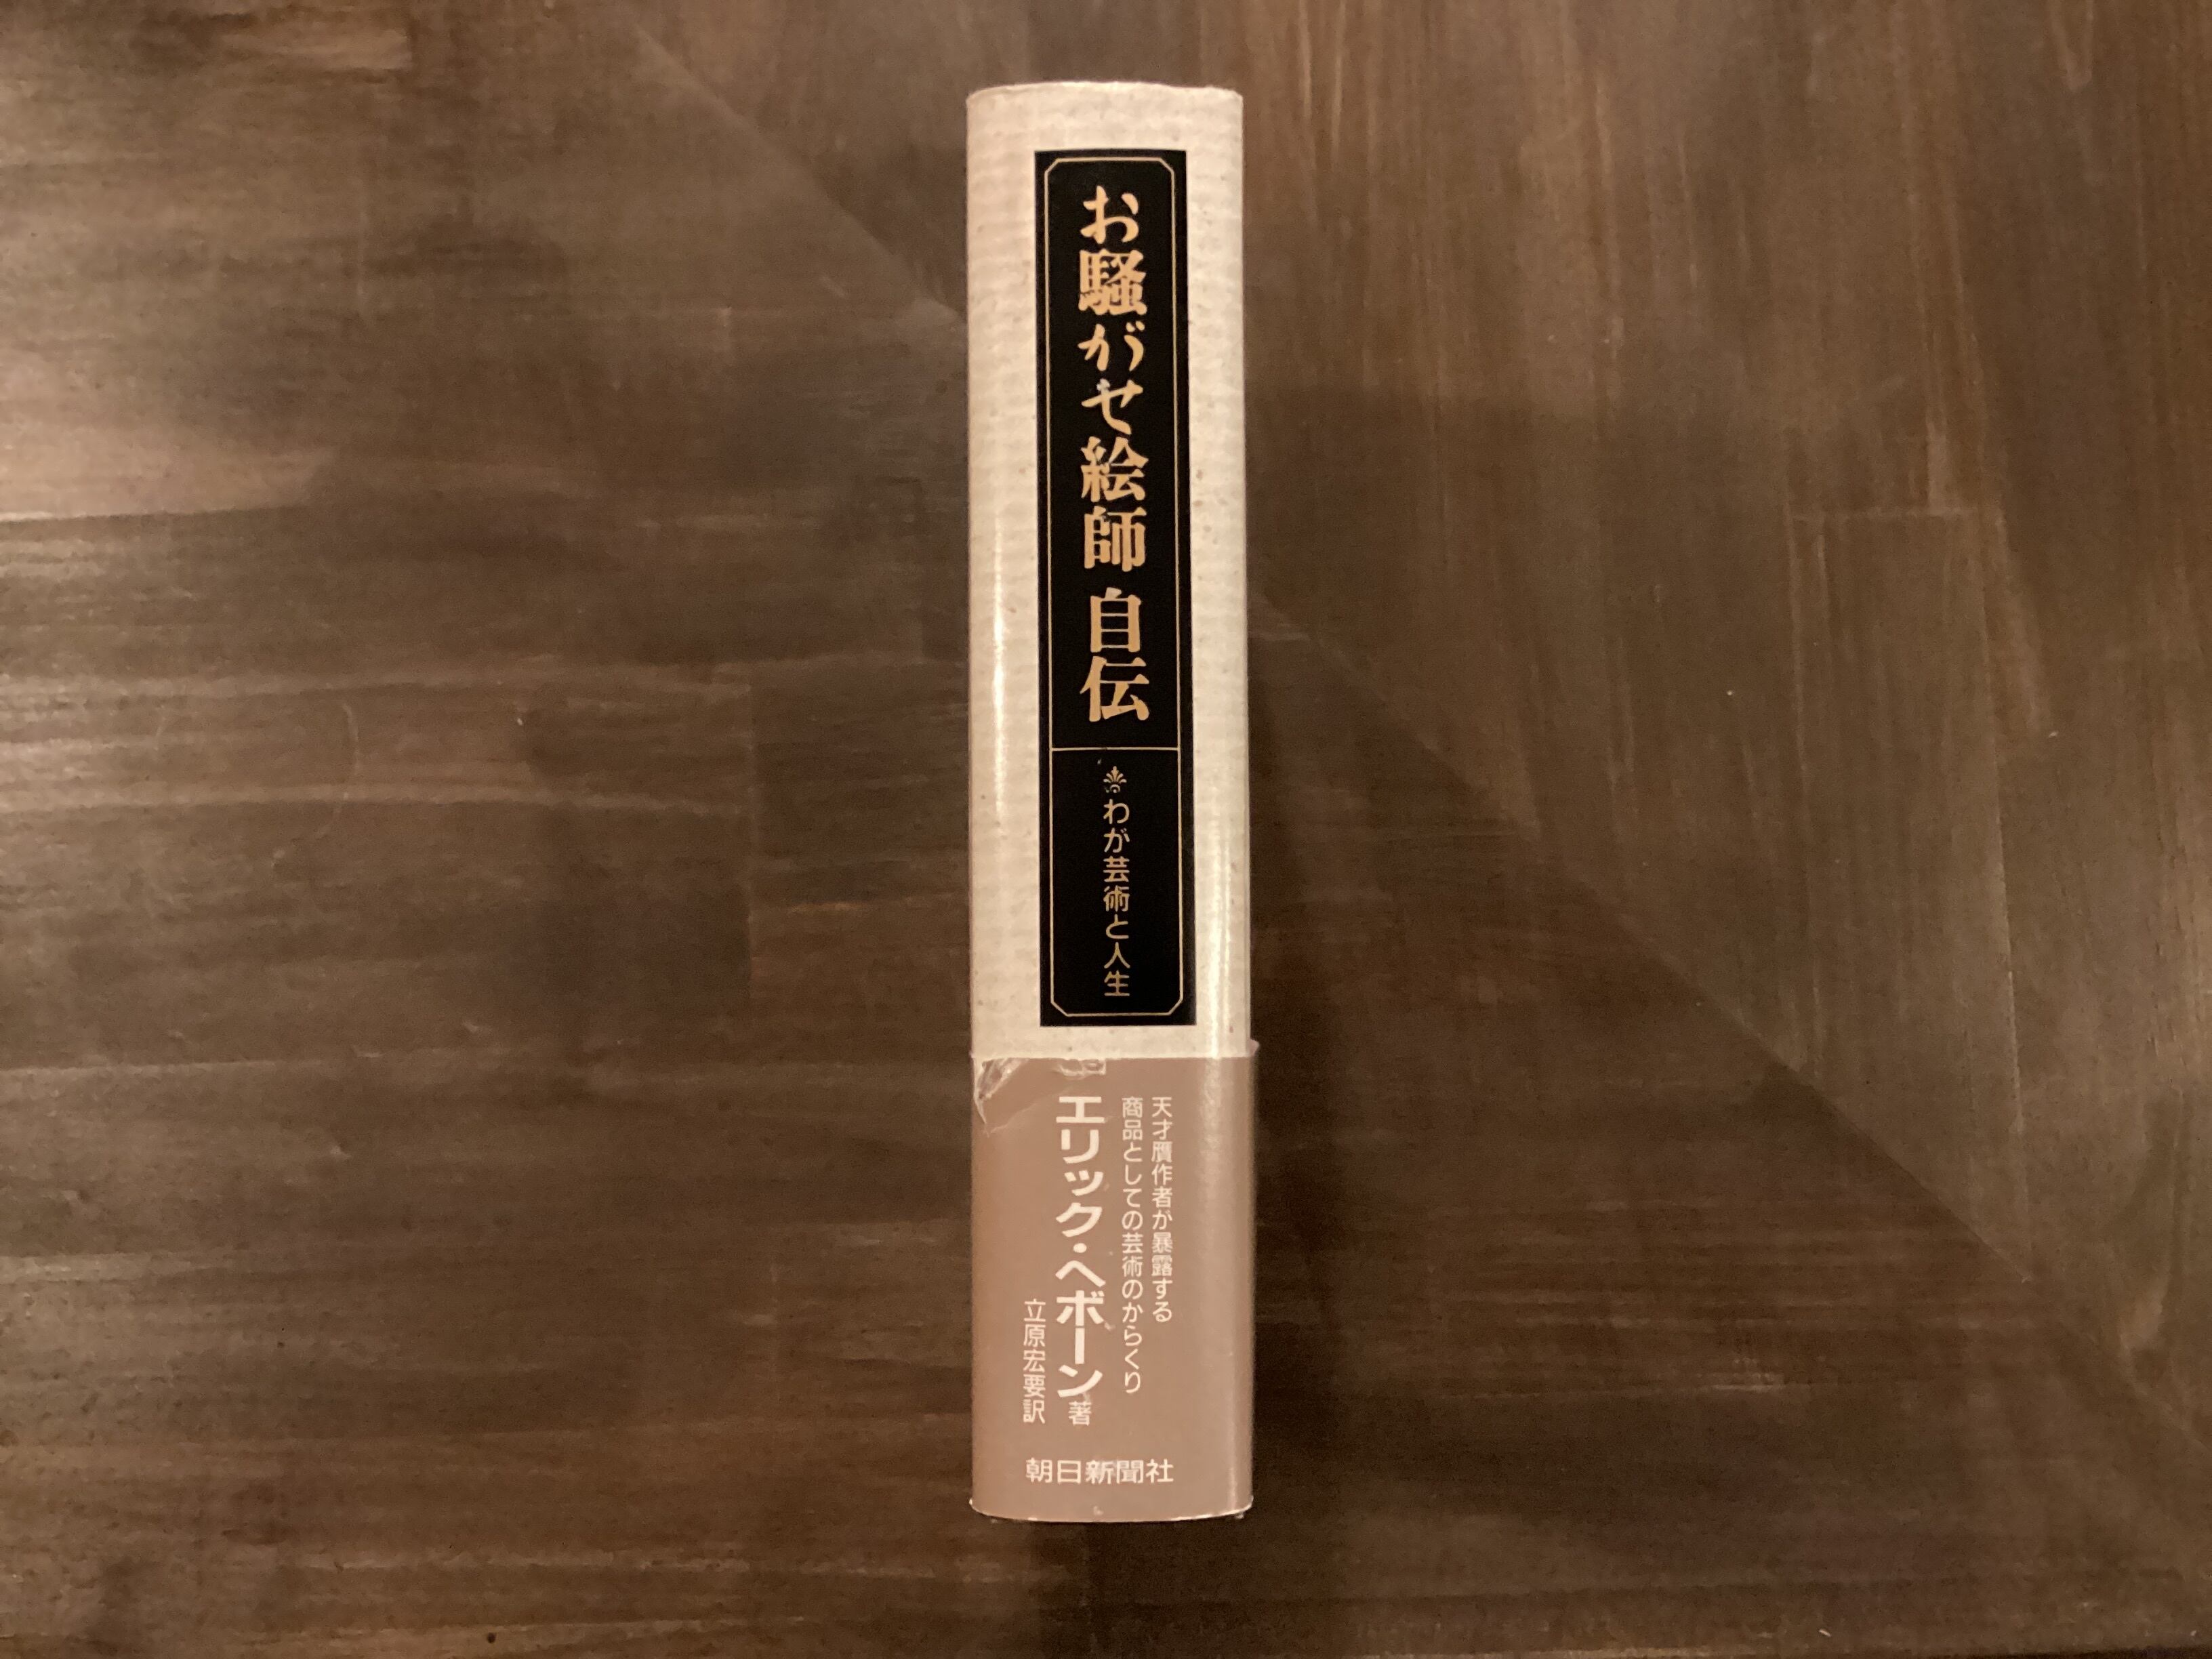 お騒がせ絵師 自伝
わが芸術と人生
天才贋作者が暴露する
商品としての芸術のからくり
エリック・ヘボーン著
立原宏要訳
朝日新聞社